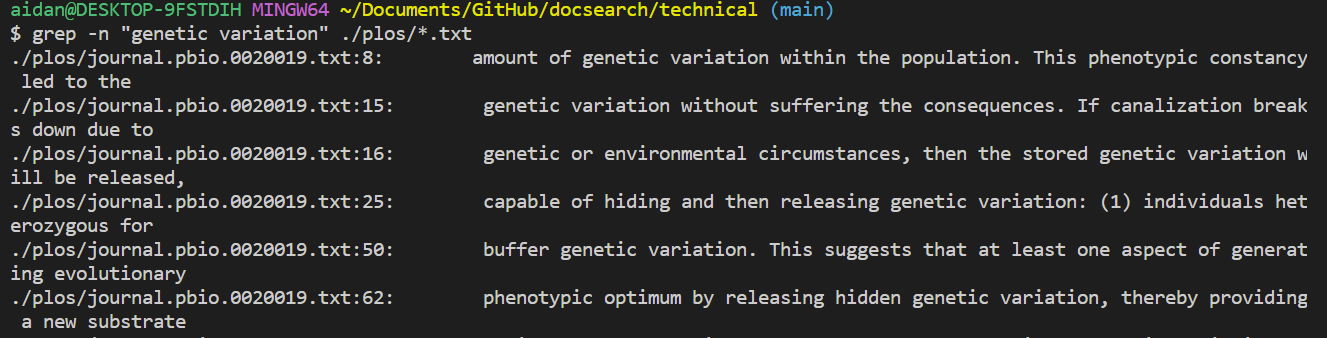 aidan@DESKTOP-9FSTDIH MINGW64 ~/Documents/GitHub/docsearch/technical (main)
$ grep -n "genetic variation" ./plos/*.txt
./plos/journal.pbio.0020019.txt:8:        amount of genetic variation within the population. This phenotypic constancy
 led to the
./plos/journal.pbio.0020019.txt:15:        genetic variation without suffering the consequences. If canalization break
s down due to
./plos/journal.pbio.0020019.txt:16:        genetic or environmental circumstances, then the stored genetic variation w
ill be released,
./plos/journal.pbio.0020019.txt:25:        capable of hiding and then releasing genetic variation: (1) individuals het
erozygous for
./plos/journal.pbio.0020019.txt:50:        buffer genetic variation. This suggests that at least one aspect of generat
ing evolutionary
./plos/journal.pbio.0020019.txt:62:        phenotypic optimum by releasing hidden genetic variation, thereby providing
 a new substrate